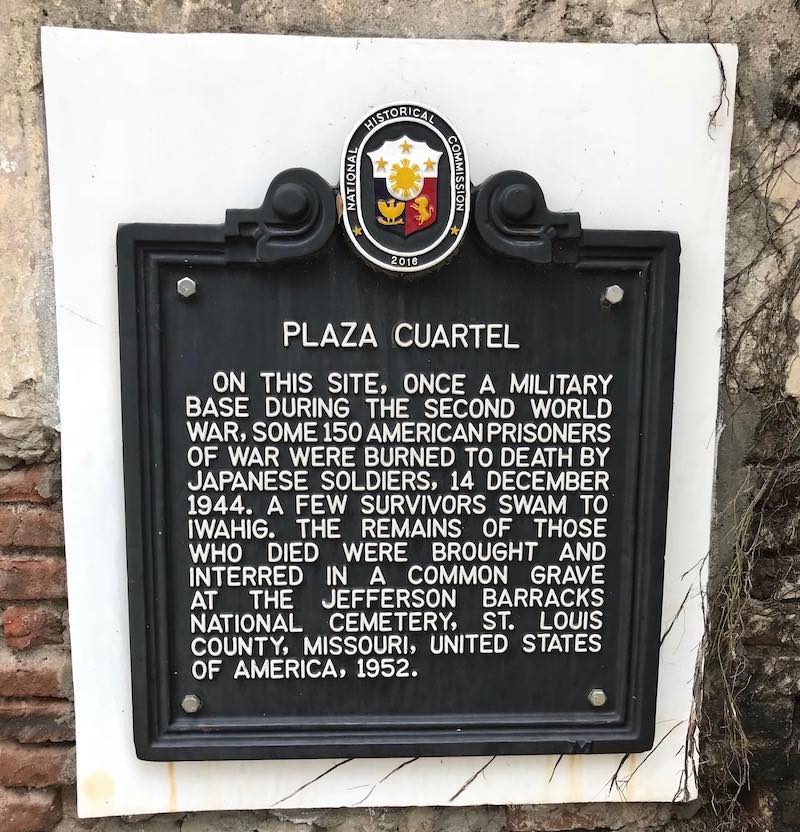 NATIONAL HISTORICAL COMMISSION
2016
PLAZA CUARTEL
ON THIS SITE, ONCE A MILITARY
BASE DURING THE SECOND WORLD
WAR, SOME 150 AMERICAN PRISONERS
OF WAR WERE BURNED TO DEATH BY
JAPANESE SOLDIERS, 14 DECEMBER
1944. A FEW SURVIVORS SWAM TO
IWAHIG. THE REMAINS OF THOSE
WHO DIED WERE BROUGHT AND
INTERRED IN A COMMON GRAVE
AT THE JEFFERSON BARRACKS
NATIONAL CEMETERY, ST. LOUIS
COUNTY, MISSOURI, UNITED STATES
OF AMERICA, 1952.